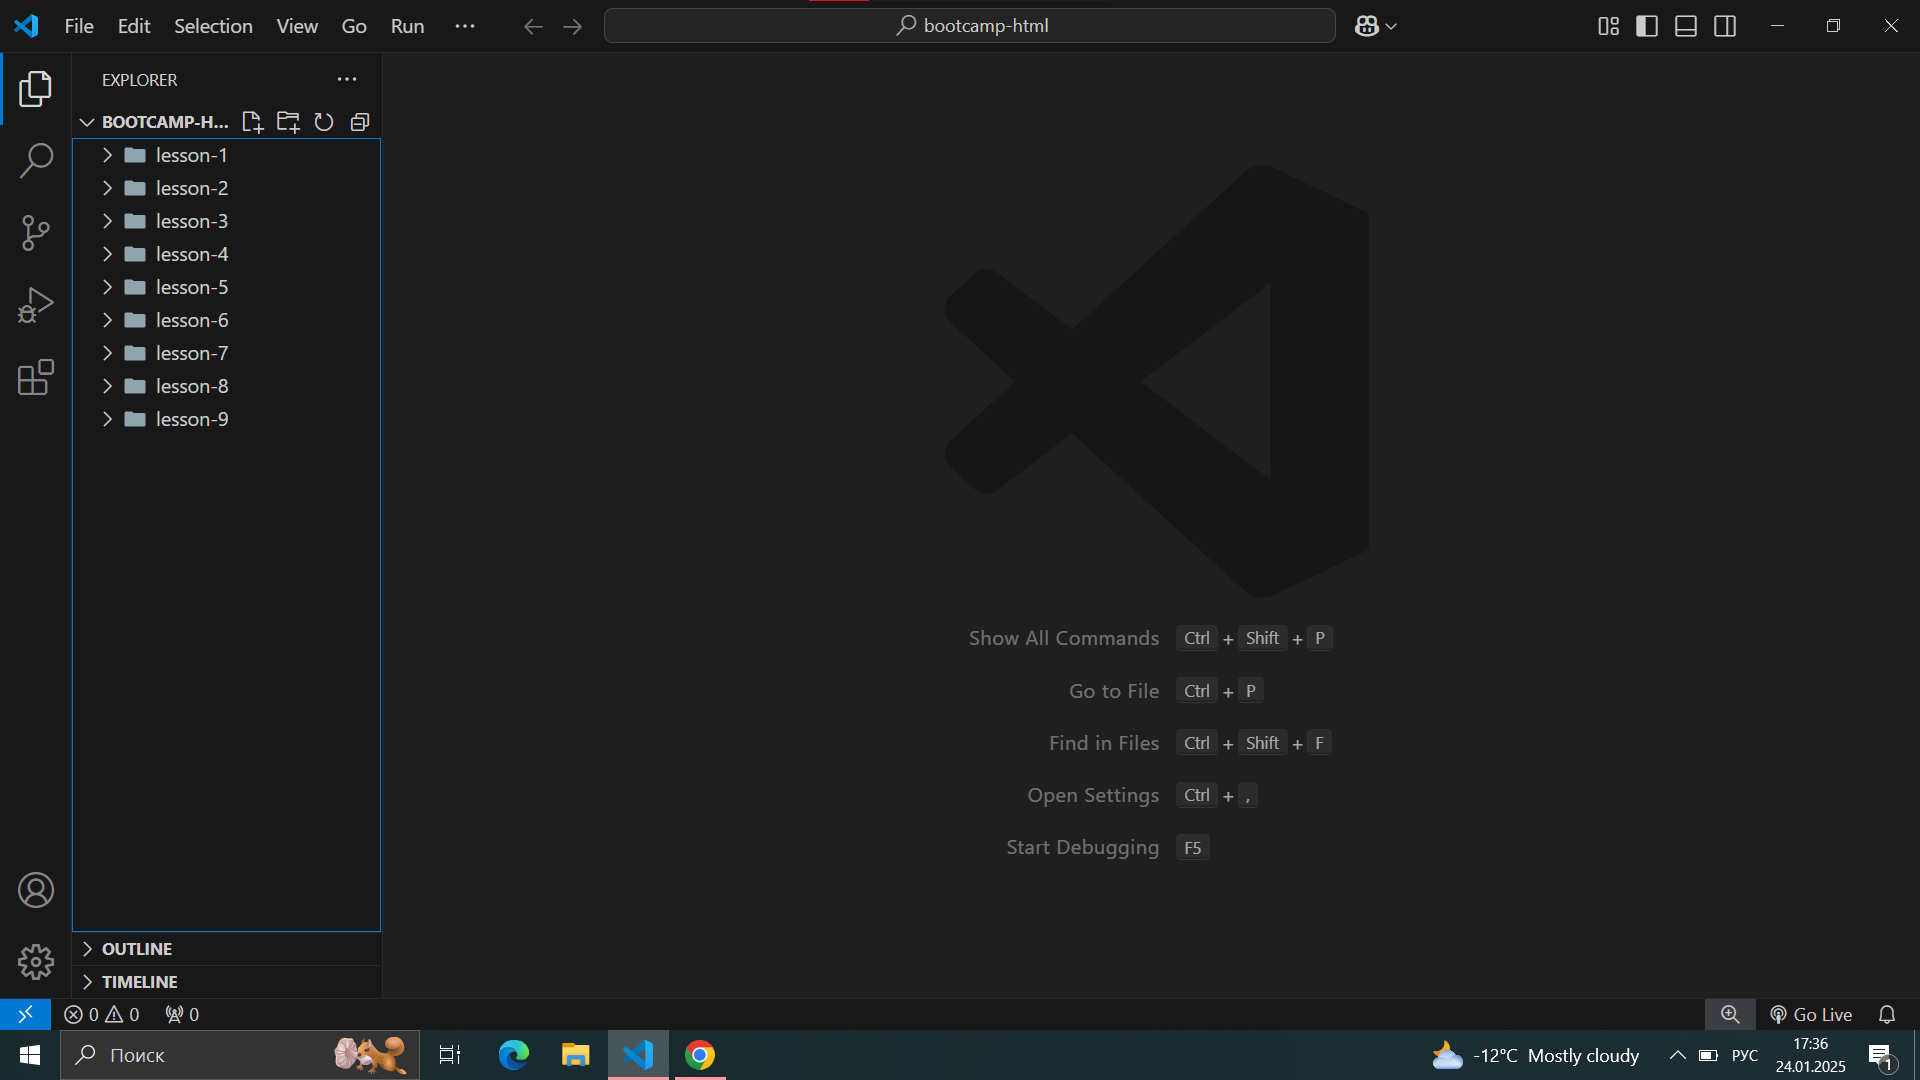 File Edit Selection View Go Run
bootcamp-html
EXPLORER
BOOTCAMP-H...
lesson-1
lesson-2
lesson-3
lesson-4
lesson-5
lesson-6
lesson-7
lesson-8
lesson-9
Show All Commands Ctrl + Shift + P
Go to File Ctrl + P
Find in Files Ctrl + Shift + F
Open Settings Ctrl + ,
Start Debugging F5
OUTLINE
TIMELINE
0 0 0
Go Live
Поиск
-12°C Mostly cloudy
РУС
17:36
24.01.2025
1